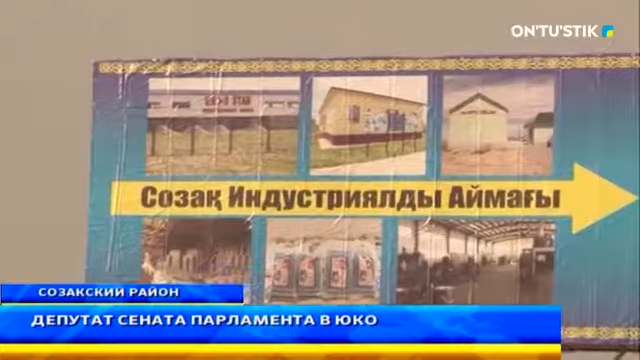 ON'TU'STIK
Созақ Индустриялды Аймағы
СОЗАКСКИЙ РАЙОН
ДЕПУТАТ СЕНАТА ПАРЛАМЕНТА В ЮКО